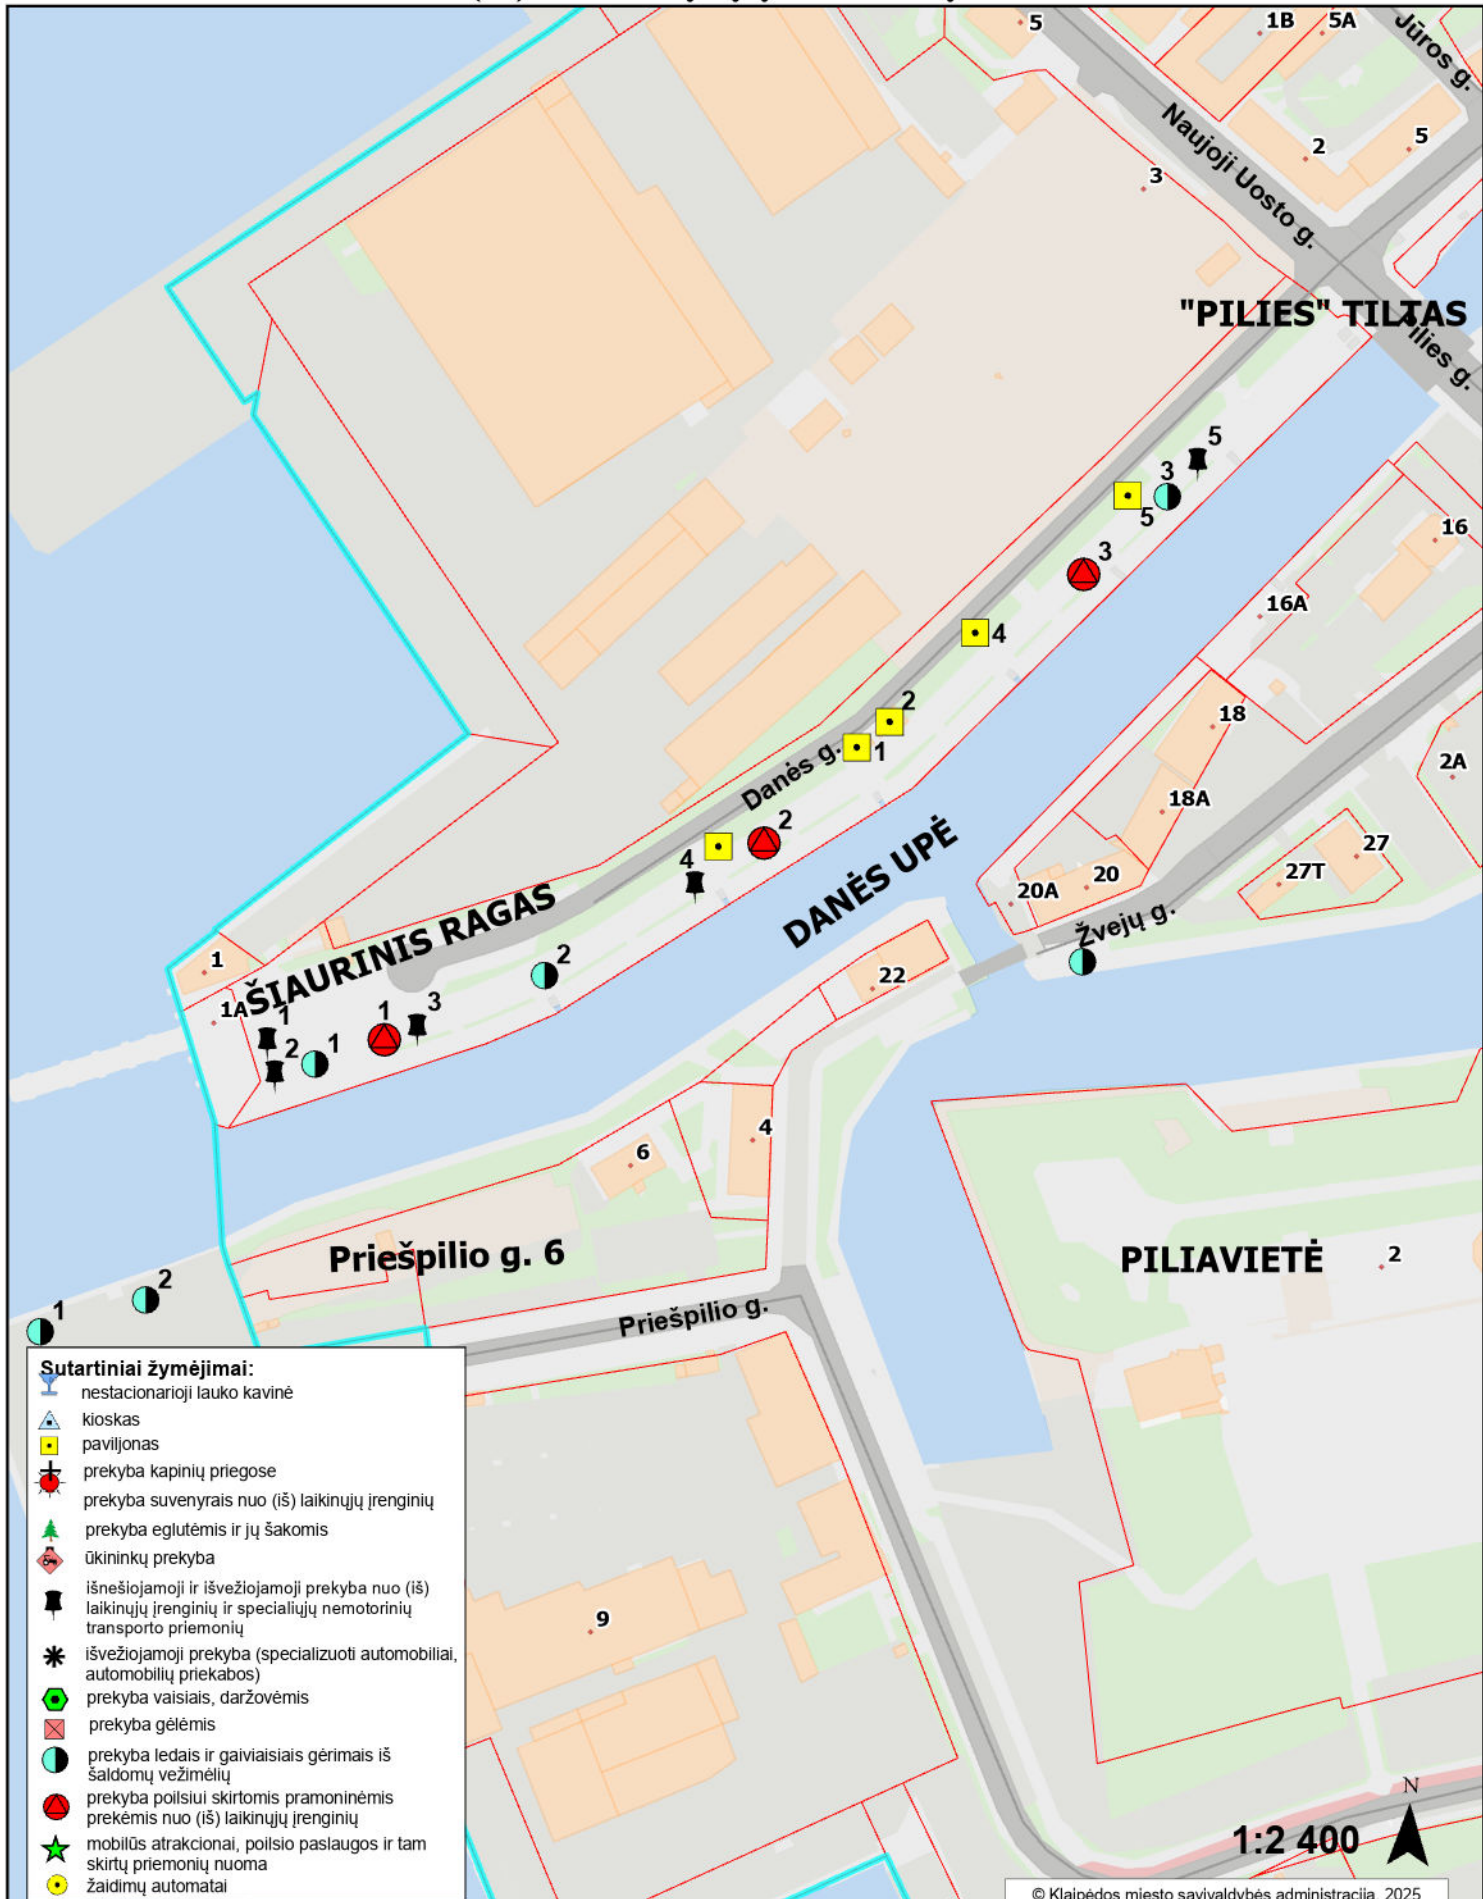 5
1B
5A
Jūros g.
Naujoji Uosto g.
2
5
3
"PILIES" TILTAS
Pilies g.
5
3
5
3
16
16A
4
2
1
18
2A
18A
Danės g.
2
4
DANĖS UPĖ
27
27T
20
20A
Žvejų g.
ŠIAURINIS RAGAS
1
2
22
1A
1
2
1
1
3
4
6
Priešpilio g. 6
PILIAVIETĖ
2
2
1
Priešpilio g.
9
Sutartiniai žymėjimai:
nestacionarioji lauko kavinė
kioskas
paviljonas
prekyba kapinių priegose
prekyba suvenyrais nuo (iš) laikinųjų įrenginių
prekyba eglutėmis ir jų šakomis
ūkininkų prekyba
išnešiojamoji ir išvežiojamoji prekyba nuo (iš)
laikinųjų įrenginių ir specialiųjų nemotorinių
transporto priemonių
išvežiojamoji prekyba (specializuoti automobiliai,
automobilių priekabos)
prekyba vaisiais, daržovėmis
prekyba gėlėmis
prekyba ledais ir gaiviaisiais gėrimais iš
šaldomų vežimėlių
prekyba poilsiui skirtomis pramoninėmis
prekėmis nuo (iš) laikinųjų įrenginių
mobilūs atrakcionai, poilsio paslaugos ir tam
skirtų priemonių nuoma
žaidimų automatai
N
1:2 400
© Klaipėdos miesto savivaldybės administracija, 2025